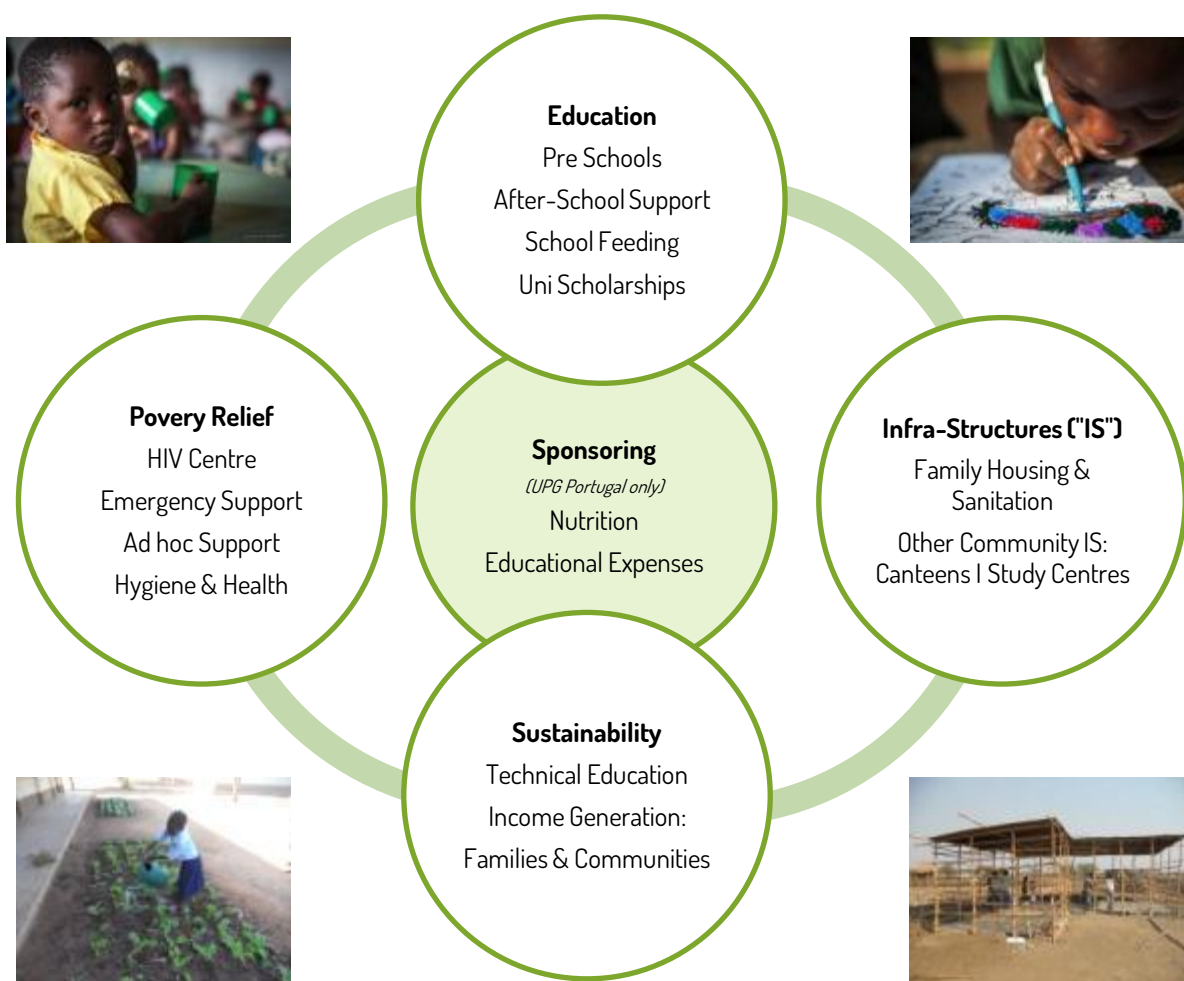 Education
Pre Schools
After-School Support
School Feeding
Uni Scholarships
Povery Relief
HIV Centre
Emergency Support
Ad hoc Support
Hygiene & Health
Sponsoring
(UPG Portugal only)
Nutrition
Educational Expenses
Infra-Structures ("IS")
Family Housing &
Sanitation
Other Community IS:
Canteens I Study Centres
Sustainability
Technical Education
Income Generation:
Families & Communities